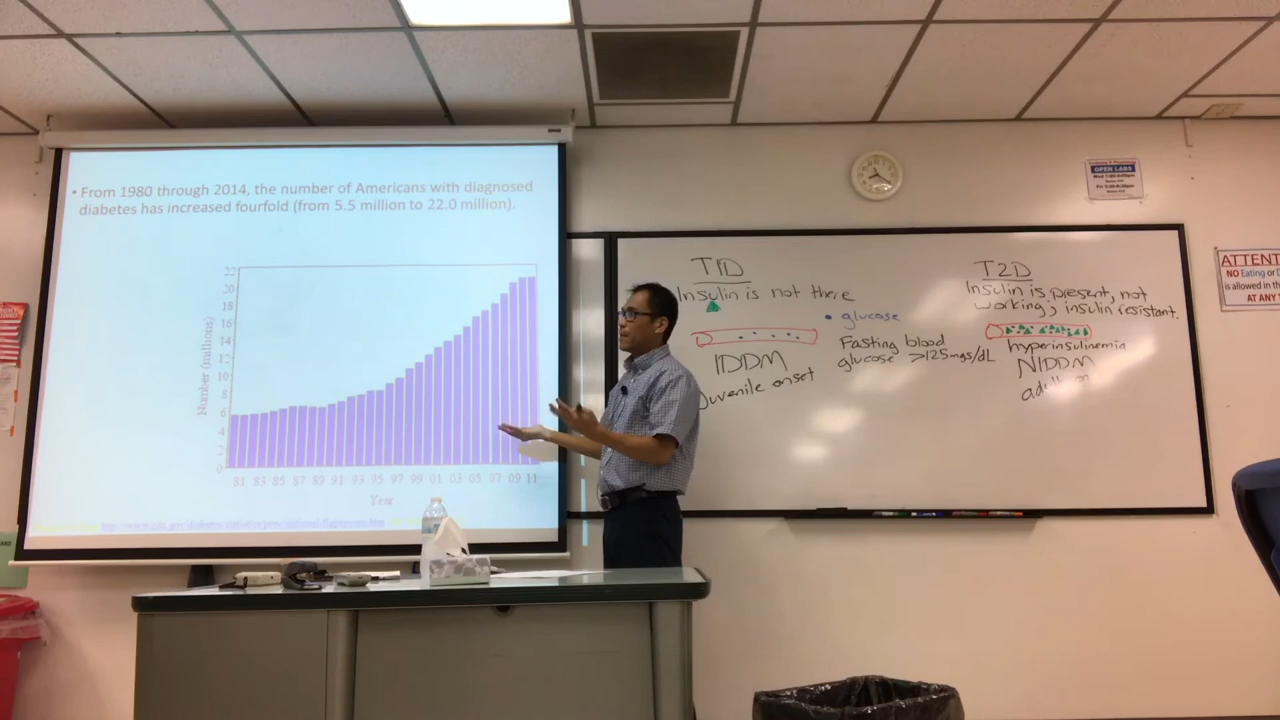 • From 1980 through 2014, the number of Americans with diagnosed
diabetes has increased fourfold (from 5.5 million to 22.0 million).
22
20
18
16
14
12
10
8
6
4
2
0
Number (millions)
81 83 85 87 89 91 93 95 97 99 01 03 05 07 09 11
Year
T1D
Insulin is not there
• glucose
Fasting blood
glucose >125mgs/dL
IDDM
Juvenile onset
T2D
Insulin is present, not
working, insulin resistant.
hyperinsulinemia
NIDDM
adult
OPEN LABS
ATTENT
NO Eating or D
is allowed in the
AT ANY